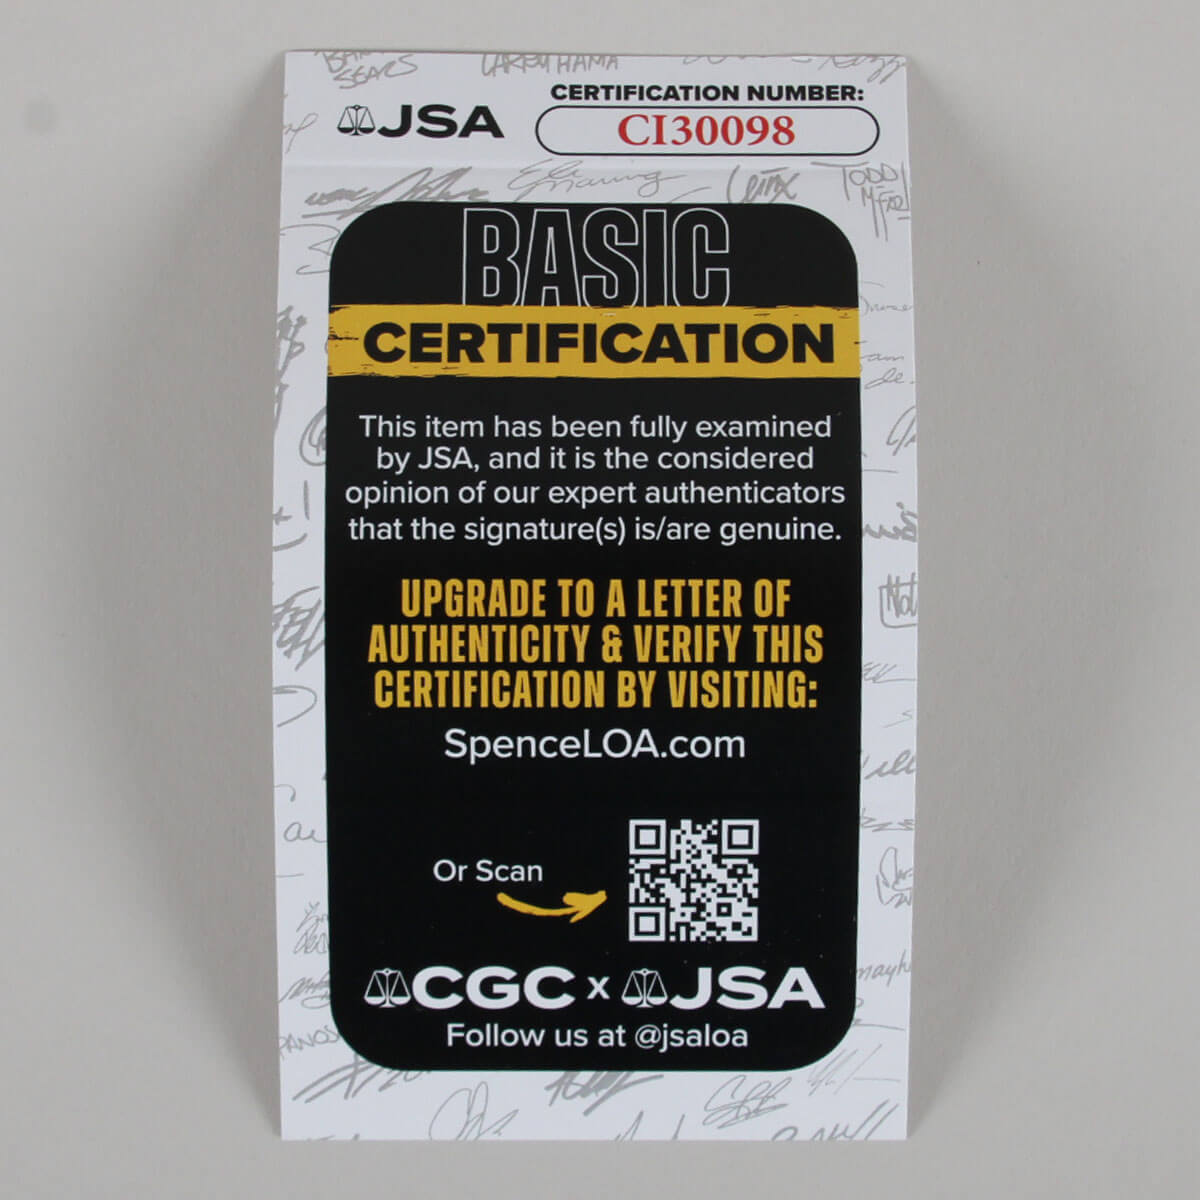 JSA
CERTIFICATION NUMBER:
CI30098
BASIC
CERTIFICATION
This item has been fully examined
by JSA, and it is the considered
opinion of our expert authenticators
that the signature(s) is/are genuine.
UPGRADE TO A LETTER OF
AUTHENTICITY & VERIFY THIS
CERTIFICATION BY VISITING:
SpenceLOA.com
Or Scan
CGC x JSA
Follow us at @jsaloa